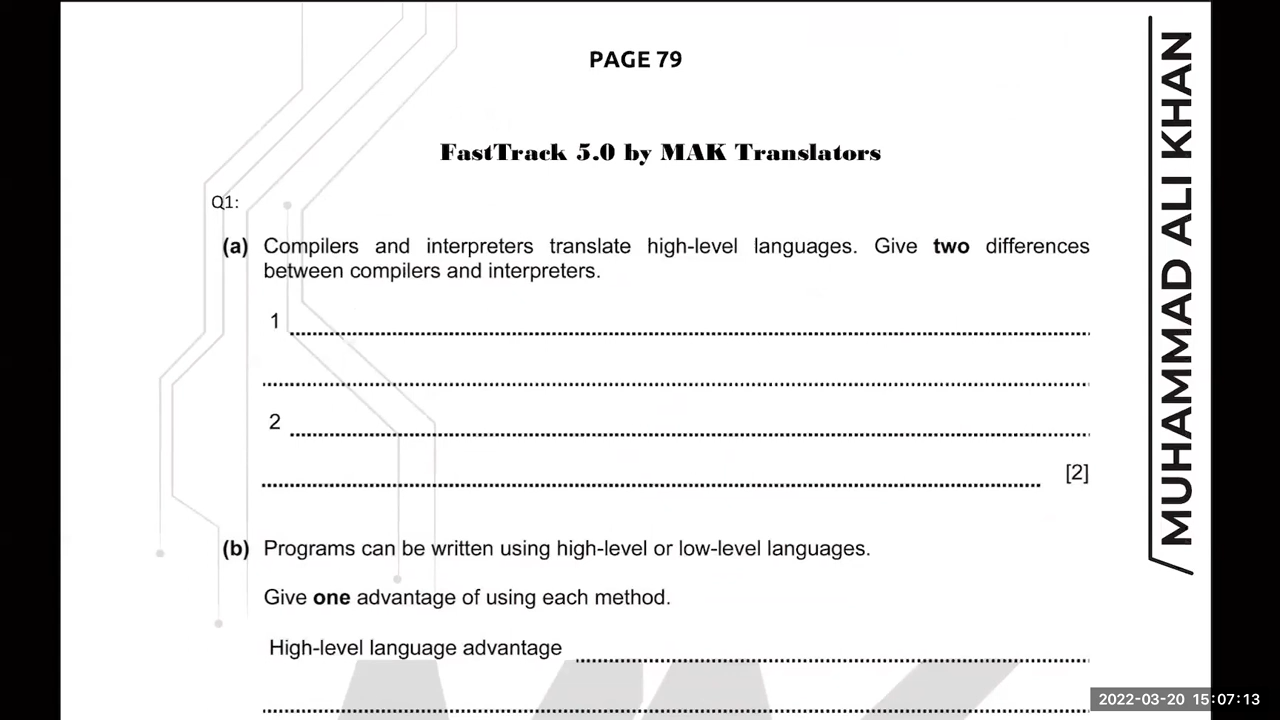 PAGE 79
FastTrack 5.0 by MAK Translators
Q1:
(a) Compilers and interpreters translate high-level languages. Give two differences
between compilers and interpreters.
1
2
[2]
(b) Programs can be written using high-level or low-level languages.
Give one advantage of using each method.
High-level language advantage
MUHAMMAD ALI KHAN
2022-03-20 15:07:13